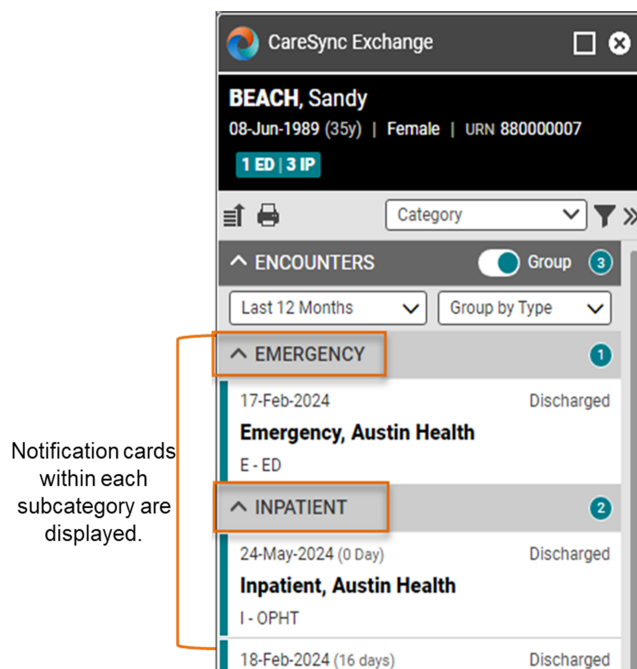 CareSync Exchange
BEACH, Sandy
08-Jun-1989 (35y) | Female | URN 880000007
1 ED | 3 IP
Category
ENCOUNTERS Group 3
Last 12 Months Group by Type
EMERGENCY 1
17-Feb-2024 Discharged
Emergency, Austin Health
E - ED
INPATIENT 2
24-May-2024 (0 Day) Discharged
Inpatient, Austin Health
I - OPHT
18-Feb-2024 (16 days) Discharged
Notification cards
within each
subcategory are
displayed.